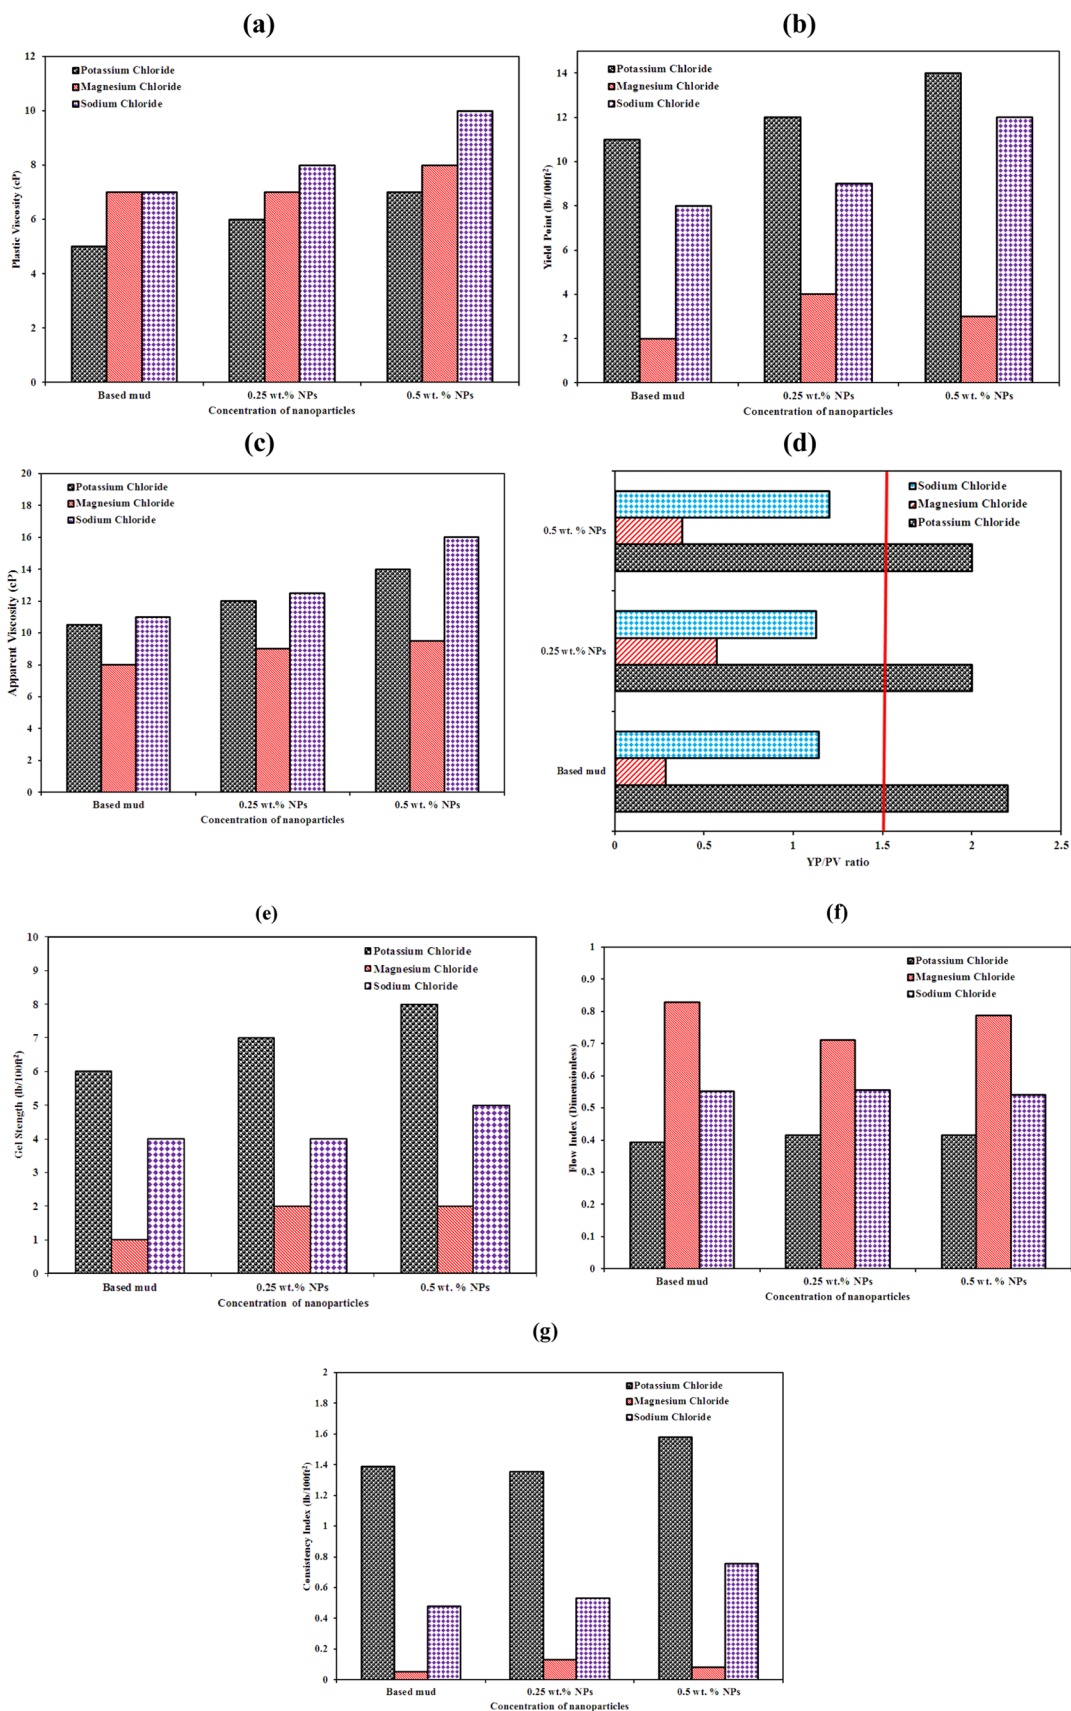 (a)
12
10
8
6
4
2
0
Plastic Viscosity (cP)
Potassium Chloride
Magnesium Chloride
Sodium Chloride
Based mud
0.25 wt.% NPs
0.5 wt. % NPs
Concentration of nanoparticles
(b)
14
12
10
8
6
4
2
0
Yield Point (lb/100ft²)
Potassium Chloride
Magnesium Chloride
Sodium Chloride
Based mud
0.25 wt.% NPs
0.5 wt. % NPs
Concentration of nanoparticles
(c)
20
18
16
14
12
10
8
6
4
2
0
Apparent Viscosity (cP)
Potassium Chloride
Magnesium Chloride
Sodium Chloride
Based mud
0.25 wt.% NPs
0.5 wt. % NPs
Concentration of nanoparticles
(d)
Sodium Chloride
Magnesium Chloride
Potassium Chloride
0.5 wt. % NPs
0.25 wt.% NPs
Based mud
0
0.5
1
1.5
2
2.5
YP/PV ratio
(e)
10
9
8
7
6
5
4
3
2
1
0
Gel Stength (lb/100ft²)
Potassium Chloride
Magnesium Chloride
Sodium Chloride
Based mud
0.25 wt.% NPs
0.5 wt. % NPs
Concentration of nanoparticles
(f)
1
0.9
0.8
0.7
0.6
0.5
0.4
0.3
0.2
0.1
0
Flow Index (Dimensionless)
Potassium Chloride
Magnesium Chloride
Sodium Chloride
Based mud
0.25 wt.% NPs
0.5 wt. % NPs
Concentration of nanoparticles
(g)
2
1.8
1.6
1.4
1.2
1
0.8
0.6
0.4
0.2
0
Consistency Index (lb/100ft²)
Potassium Chloride
Magnesium Chloride
Sodium Chloride
Based mud
0.25 wt.% NPs
0.5 wt. % NPs
Concentration of nanoparticles